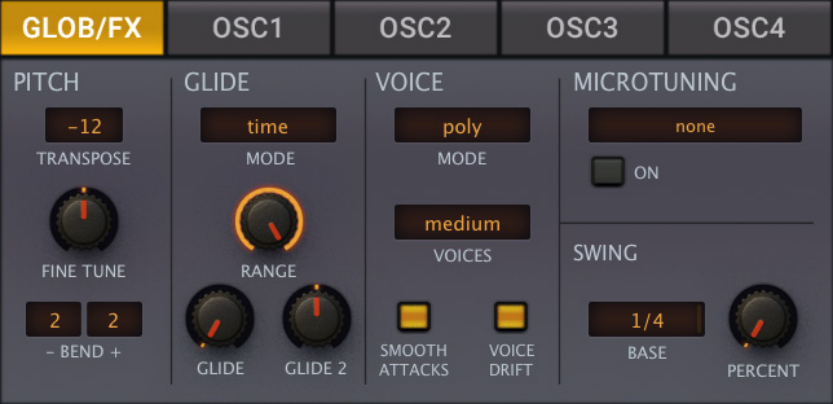 GLOB/FX OSC1 OSC2 OSC3 OSC4
PITCH
-12
TRANSPOSE
FINE TUNE
2 2
- BEND +
GLIDE
time
MODE
RANGE
GLIDE GLIDE 2
VOICE
poly
MODE
medium
VOICES
SMOOTH
ATTACKS
VOICE
DRIFT
MICROTUNING
none
ON
SWING
1/4
BASE
PERCENT